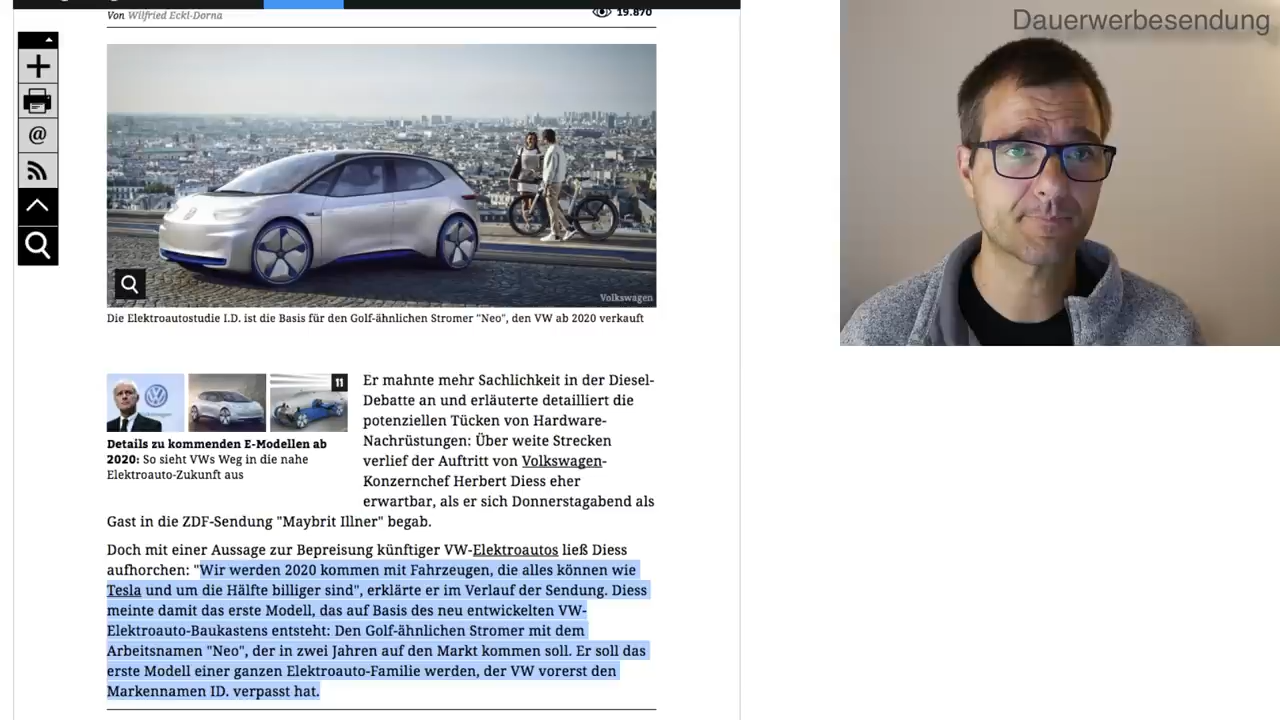 Von Wilfried Eckl-Dorna
19.870
Dauerwerbesendung
@
Volkswagen
Die Elektroautostudie I.D. ist die Basis für den Golf-ähnlichen Stromer "Neo", den VW ab 2020 verkauft
11
Details zu kommenden E-Modellen ab
2020: So sieht VWs Weg in die nahe
Elektroauto-Zukunft aus
Er mahnte mehr Sachlichkeit in der Diesel-
Debatte an und erläuterte detailliert die
potenziellen Tücken von Hardware-
Nachrüstungen: Über weite Strecken
verlief der Auftritt von Volkswagen-
Konzernchef Herbert Diess eher
erwartbar, als er sich Donnerstagabend als
Gast in die ZDF-Sendung "Maybrit Illner" begab.
Doch mit einer Aussage zur Bepreisung künftiger VW-Elektroautos ließ Diess
aufhorchen: "Wir werden 2020 kommen mit Fahrzeugen, die alles können wie
Tesla und um die Hälfte billiger sind", erklärte er im Verlauf der Sendung. Diess
meinte damit das erste Modell, das auf Basis des neu entwickelten VW-
Elektroauto-Baukastens entsteht: Den Golf-ähnlichen Stromer mit dem
Arbeitsnamen "Neo", der in zwei Jahren auf den Markt kommen soll. Er soll das
erste Modell einer ganzen Elektroauto-Familie werden, der VW vorerst den
Markennamen ID. verpasst hat.